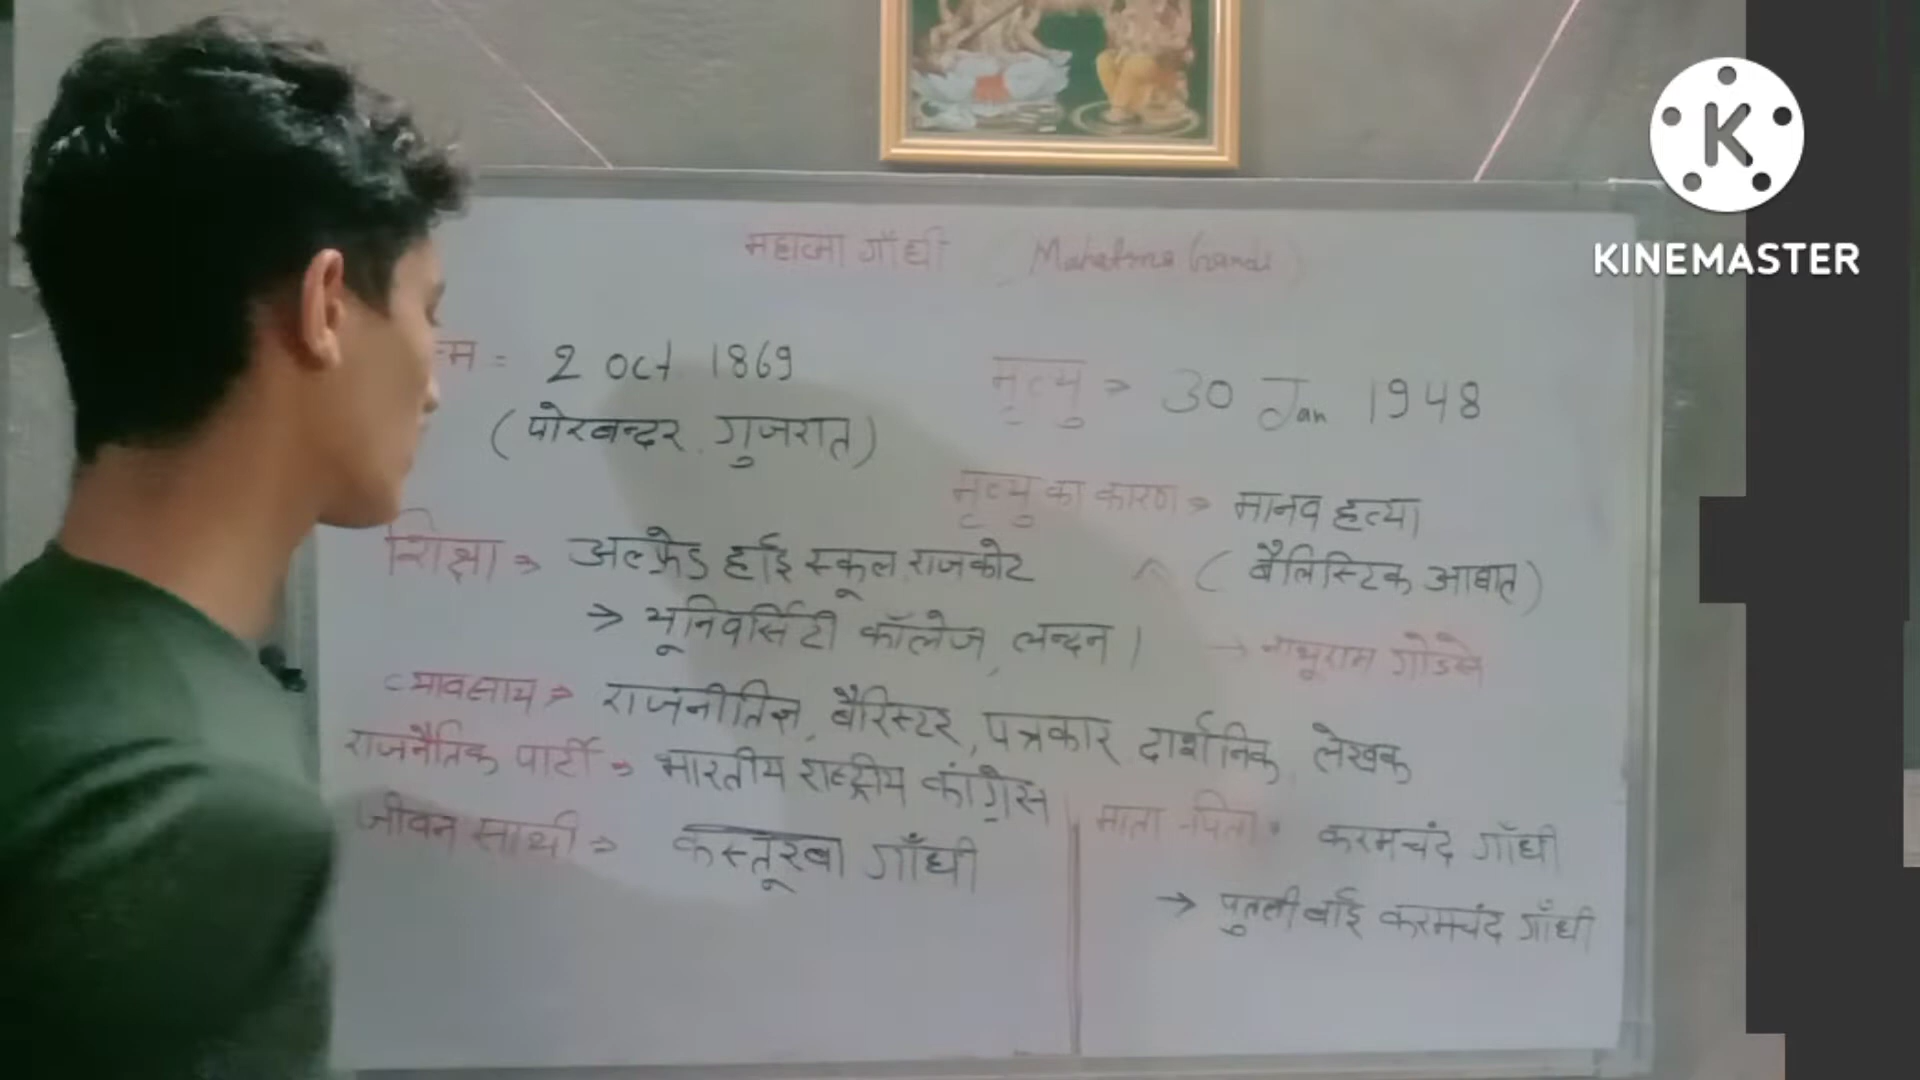 महात्मा गाँधी Mahatma Gandhi
न्म = 2 Oct 1869
(पोरबन्दर, गुजरात)
मृत्यु → 30 Jan 1948
मृत्यु का कारण → मानव हत्या
(बैलिस्टिक आघात)
→ नाथूराम गोडसे
शिक्षा → अल्फ्रेड हाई स्कूल, राजकोट
→ यूनिवर्सिटी कॉलेज, लन्दन।
व्यावसाय → राजनीतिज्ञ, बैरिस्टर, पत्रकार, दार्शनिक, लेखक
राजनैतिक पार्टी → भारतीय राष्ट्रीय कांग्रेस
जीवन साथी → कस्तूरबा गाँधी
माता-पिता → करमचंद गाँधी
→ पुतलीबाई करमचंद गाँधी
K
KINEMASTER